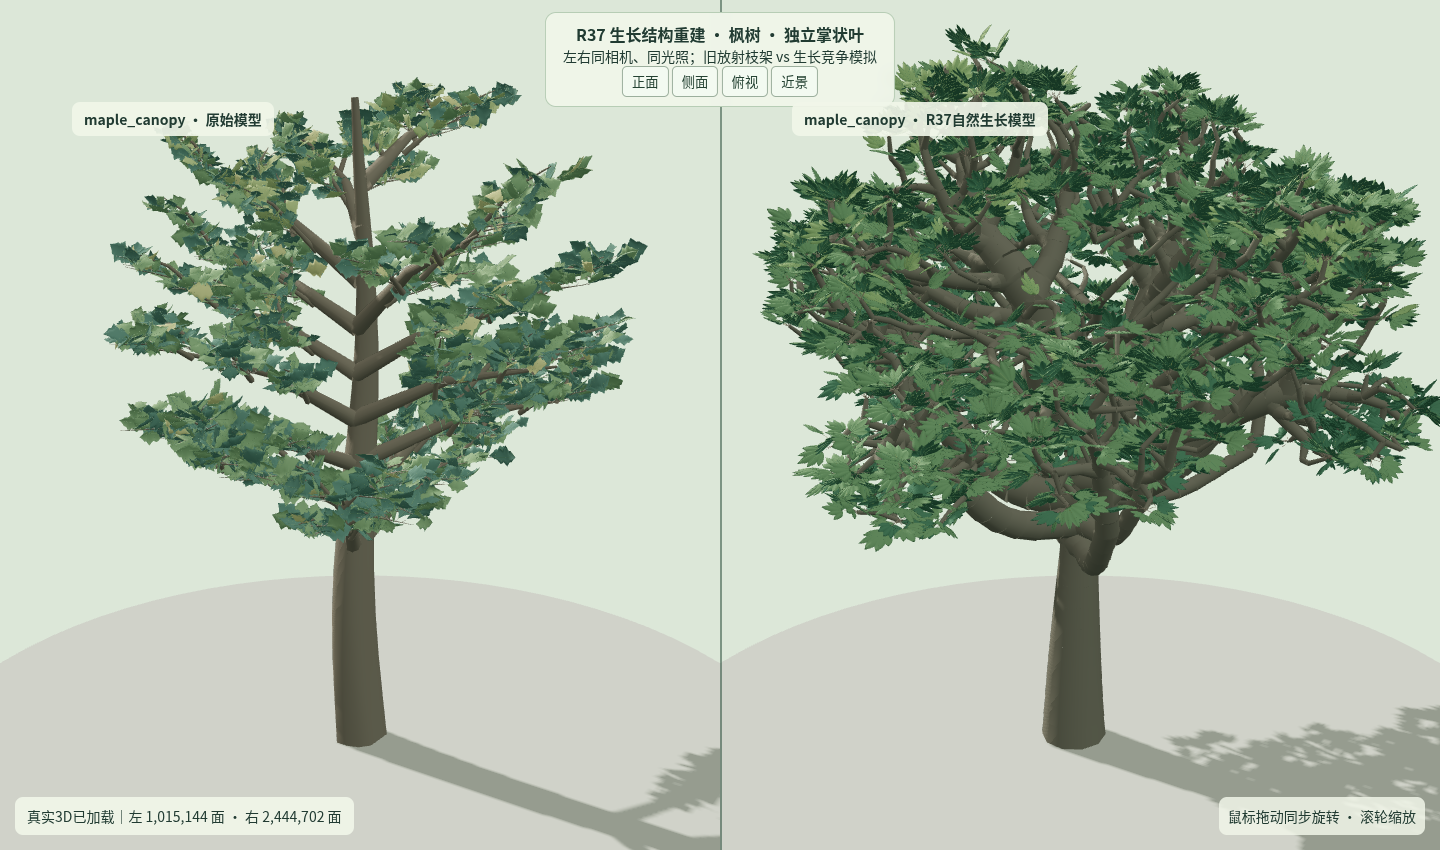 R37 生长结构重建 · 枫树 · 独立掌状叶
左右同相机、同光照；旧放射枝架 vs 生长竞争模拟
正面 侧面 俯视 近景
maple_canopy · 原始模型
maple_canopy · R37自然生长模型
真实3D已加载｜左 1,015,144 面 · 右 2,444,702 面
鼠标拖动同步旋转 · 滚轮缩放